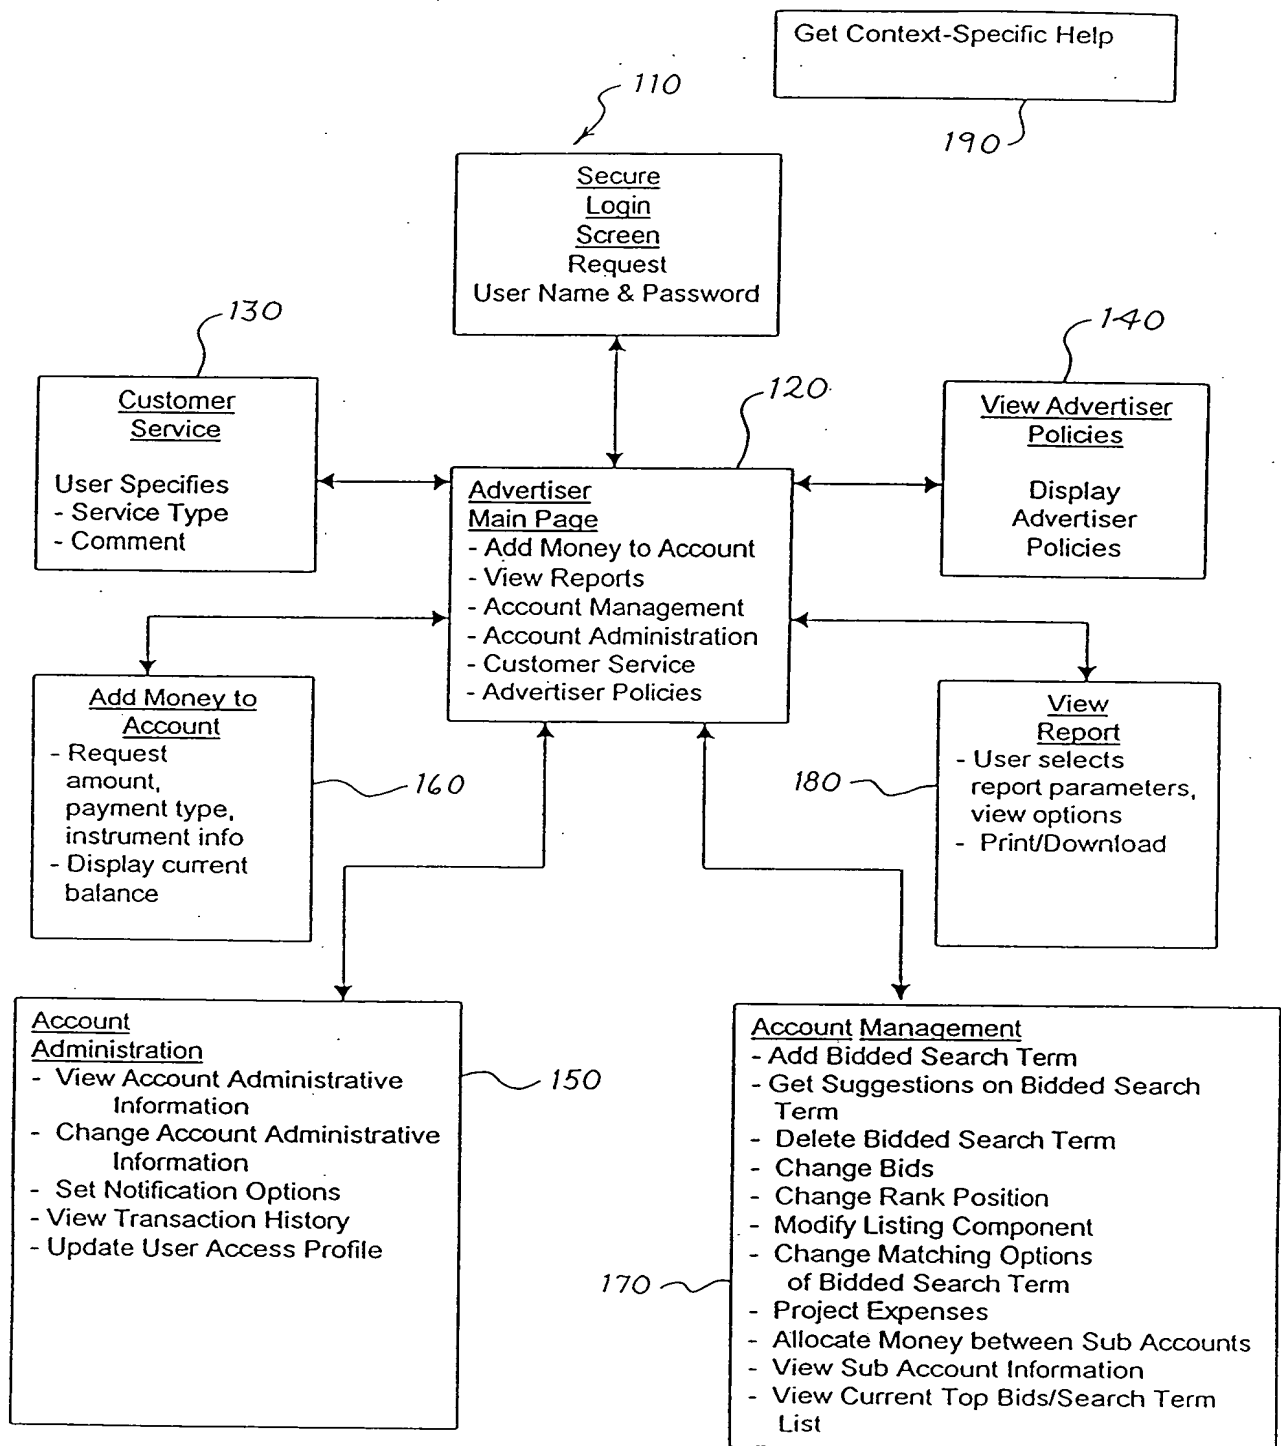 Get Context-Specific Help
190
110
Secure
Login
Screen
Request
User Name & Password
130
Customer
Service
User Specifies
- Service Type
- Comment
120
Advertiser
Main Page
- Add Money to Account
- View Reports
- Account Management
- Account Administration
- Customer Service
- Advertiser Policies
140
View Advertiser
Policies
Display
Advertiser
Policies
Add Money to
Account
- Request
amount,
payment type,
instrument info
- Display current
balance
160
180
View
Report
- User selects
report parameters,
view options
- Print/Download
Account
Administration
- View Account Administrative
Information
- Change Account Administrative
Information
- Set Notification Options
- View Transaction History
- Update User Access Profile
150
170
Account Management
- Add Bidded Search Term
- Get Suggestions on Bidded Search
Term
- Delete Bidded Search Term
- Change Bids
- Change Rank Position
- Modify Listing Component
- Change Matching Options
of Bidded Search Term
- Project Expenses
- Allocate Money between Sub Accounts
- View Sub Account Information
- View Current Top Bids/Search Term
List